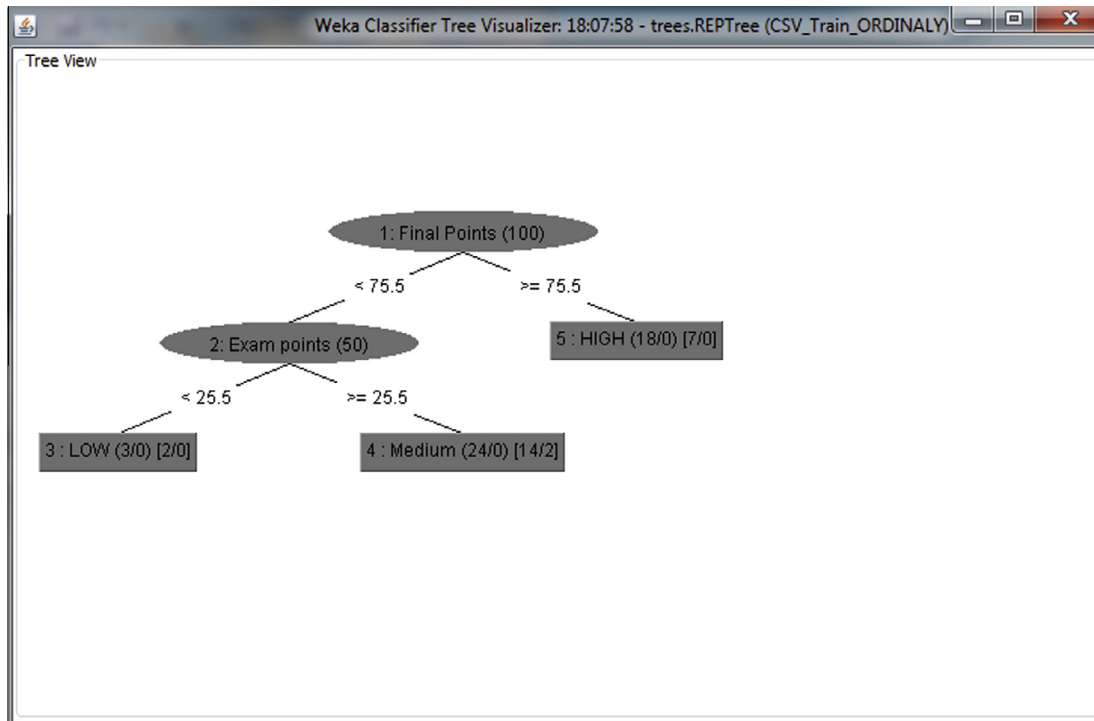 Weka Classifier Tree Visualizer: 18:07:58 - trees.REPTree (CSV_Train_ORDINALY)
Tree View
1: Final Points (100)
< 75.5
>= 75.5
2: Exam points (50)
5 : HIGH (18/0) [7/0]
< 25.5
>= 25.5
3 : LOW (3/0) [2/0]
4 : Medium (24/0) [14/2]